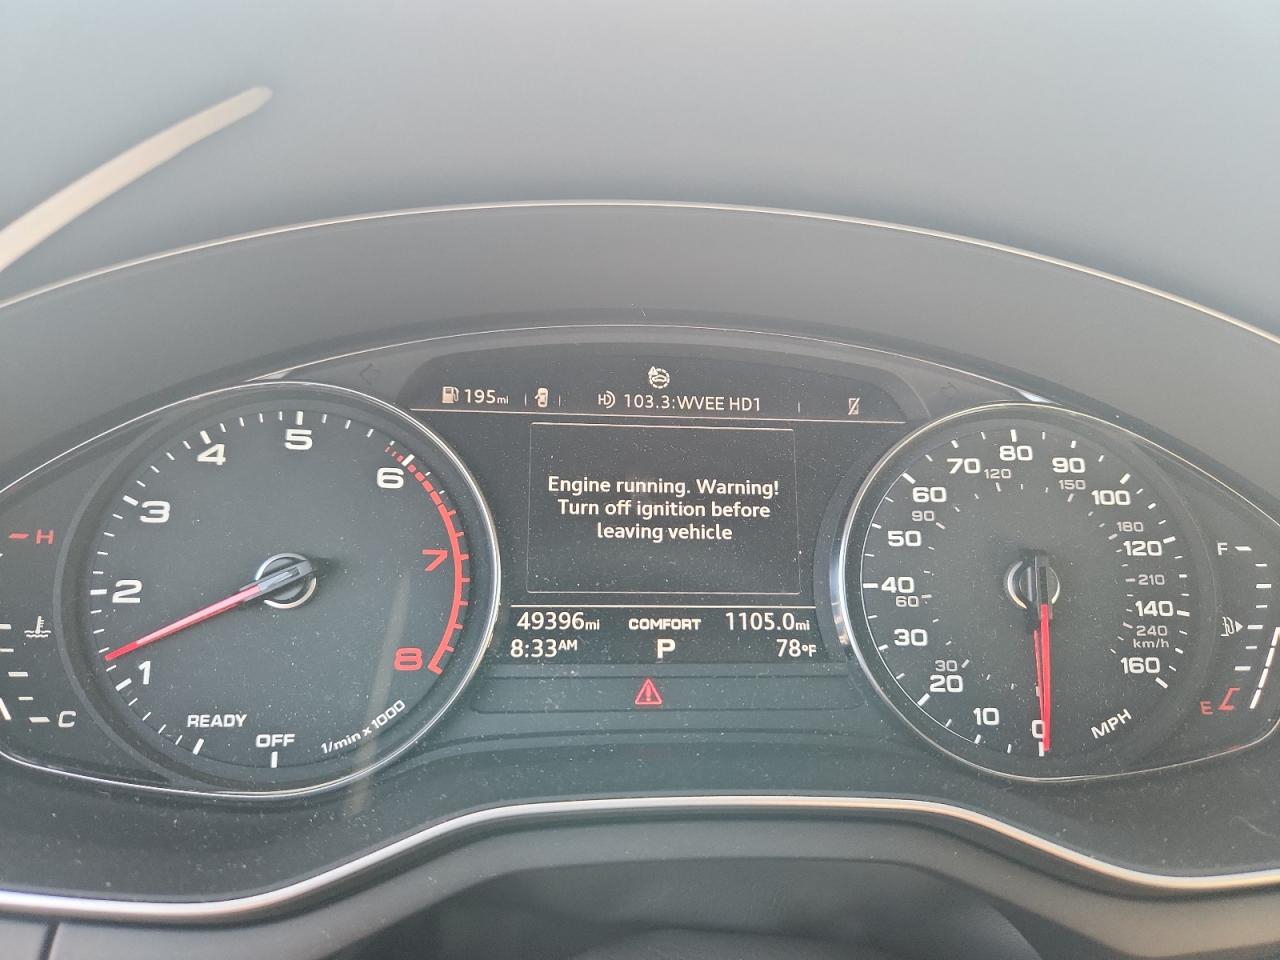 195mi
103.3:WVEE HD1
Engine running. Warning!
Turn off ignition before
leaving vehicle
49396mi COMFORT 1105.0mi
8:33AM P 78°F
H
C
READY
OFF
1
2
3
4
5
6
7
8
1/min x 1000
0
10
20
30
40
50
60
70
80
90
100
120
140
160
MPH
30
60
90
120
150
180
210
240
km/h
F
E